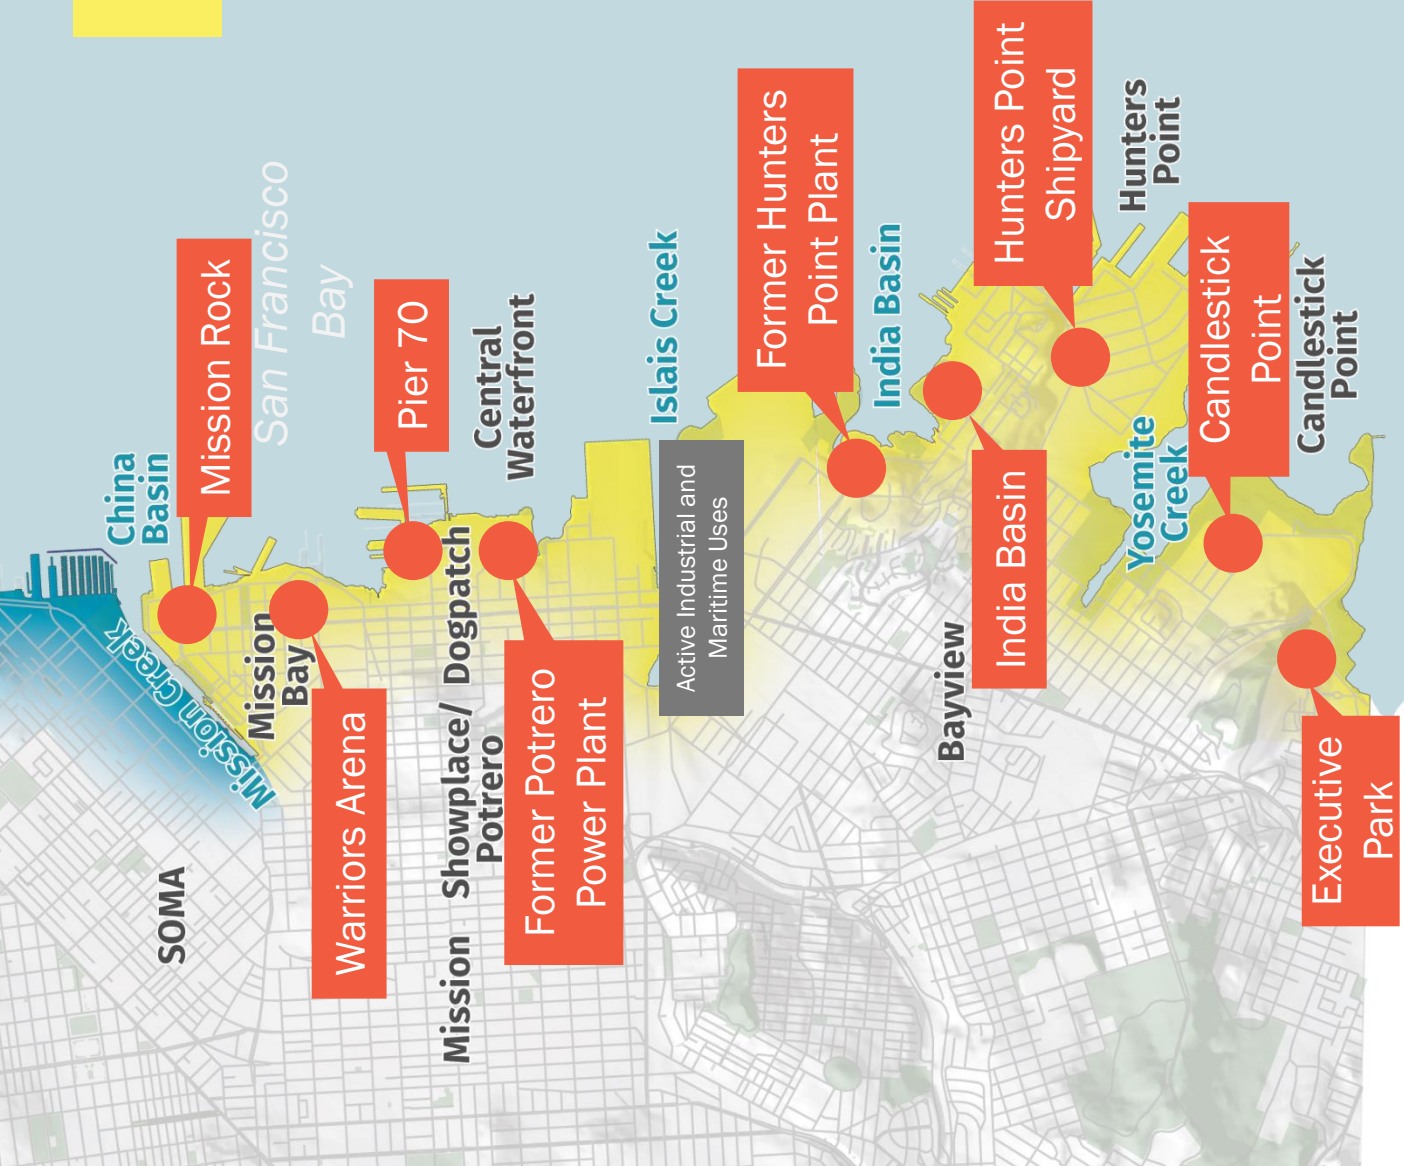 China
Basin
Mission Rock
San Francisco
Bay
Mission Creek
SOMA
Mission
Bay
Warriors Arena
Pier 70
Central
Waterfront
Dogpatch
Showplace/
Potrero
Mission
Former Potrero
Power Plant
Islais Creek
Active Industrial and
Maritime Uses
Former Hunters
Point Plant
India Basin
India Basin
Bayview
Hunters Point
Shipyard
Hunters
Point
Yosemite
Creek
Candlestick
Point
Candlestick
Point
Executive
Park